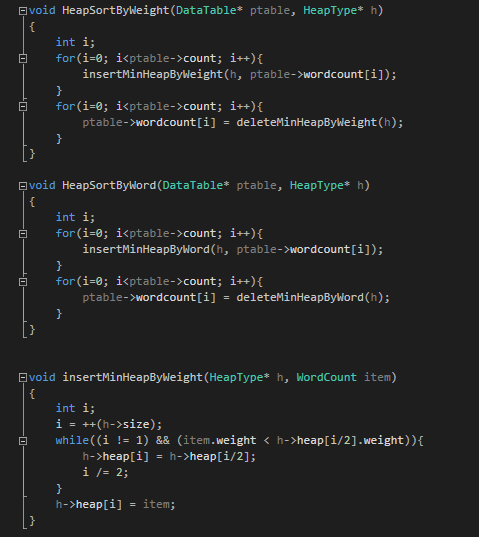 void HeapSortByWeight(DataTable* ptable, HeapType* h)
{
    int i;
    for(i=0; i<ptable->count; i++){
        insertMinHeapByWeight(h, ptable->wordcount[i]);
    }
    for(i=0; i<ptable->count; i++){
        ptable->wordcount[i] = deleteMinHeapByWeight(h);
    }
}

void HeapSortByWord(DataTable* ptable, HeapType* h)
{
    int i;
    for(i=0; i<ptable->count; i++){
        insertMinHeapByWord(h, ptable->wordcount[i]);
    }
    for(i=0; i<ptable->count; i++){
        ptable->wordcount[i] = deleteMinHeapByWord(h);
    }
}

void insertMinHeapByWeight(HeapType* h, WordCount item)
{
    int i;
    i = ++(h->size);
    while((i != 1) && (item.weight < h->heap[i/2].weight)){
        h->heap[i] = h->heap[i/2];
        i /= 2;
    }
    h->heap[i] = item;
}